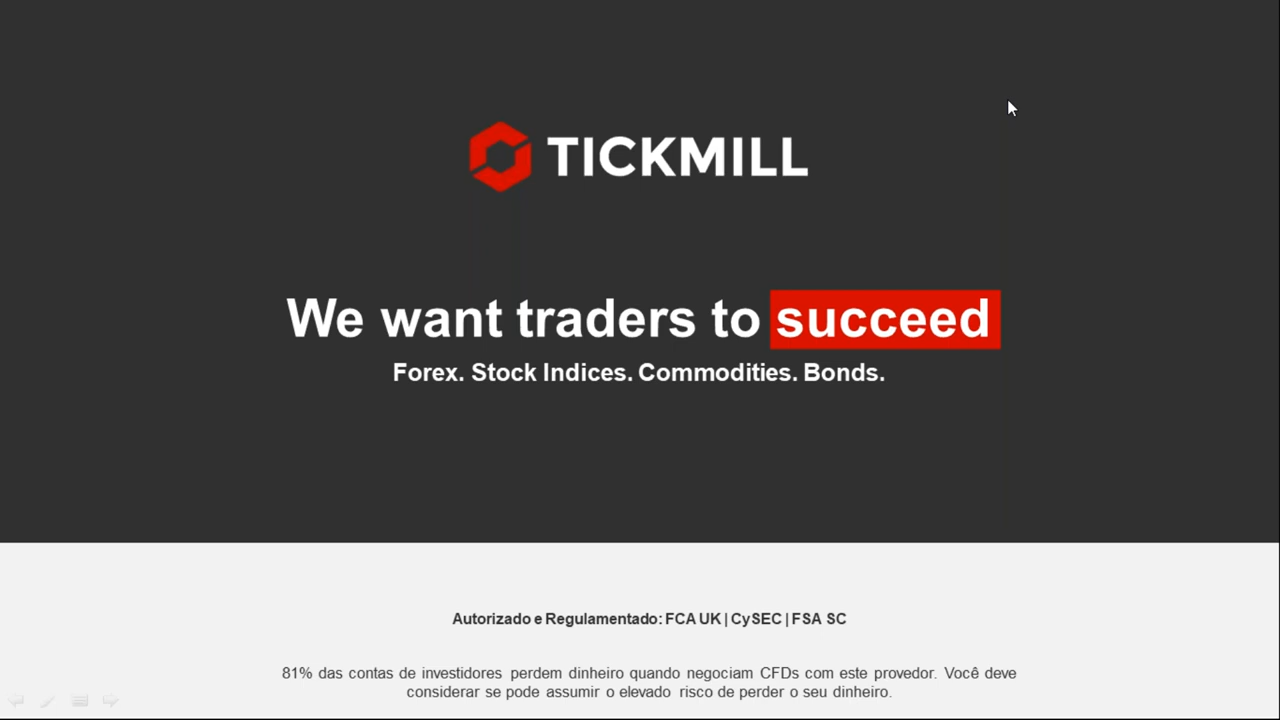 TICKMILL
We want traders to succeed
Forex. Stock Indices. Commodities. Bonds.
Autorizado e Regulamentado: FCA UK | CySEC | FSA SC
81% das contas de investidores perdem dinheiro quando negociam CFDs com este provedor. Você deve
considerar se pode assumir o elevado risco de perder o seu dinheiro.